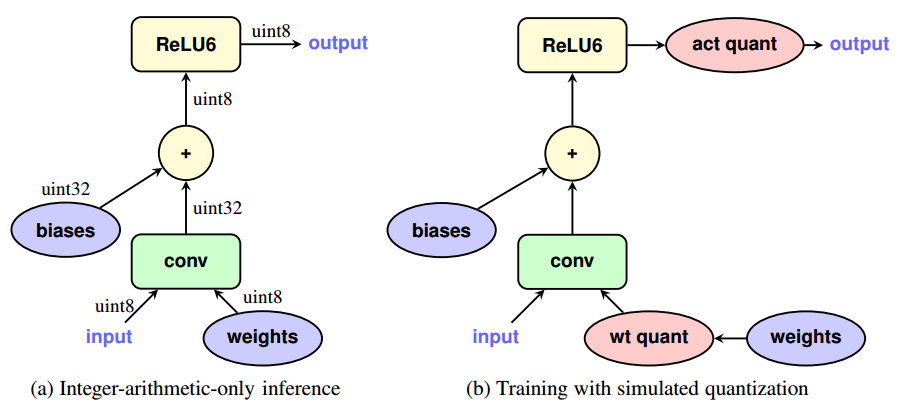 ReLU6
uint8
output
uint8
+
uint32
biases
uint32
conv
uint8
uint8
input
weights
(a) Integer-arithmetic-only inference
ReLU6
act quant
output
+
biases
conv
input
wt quant
weights
(b) Training with simulated quantization